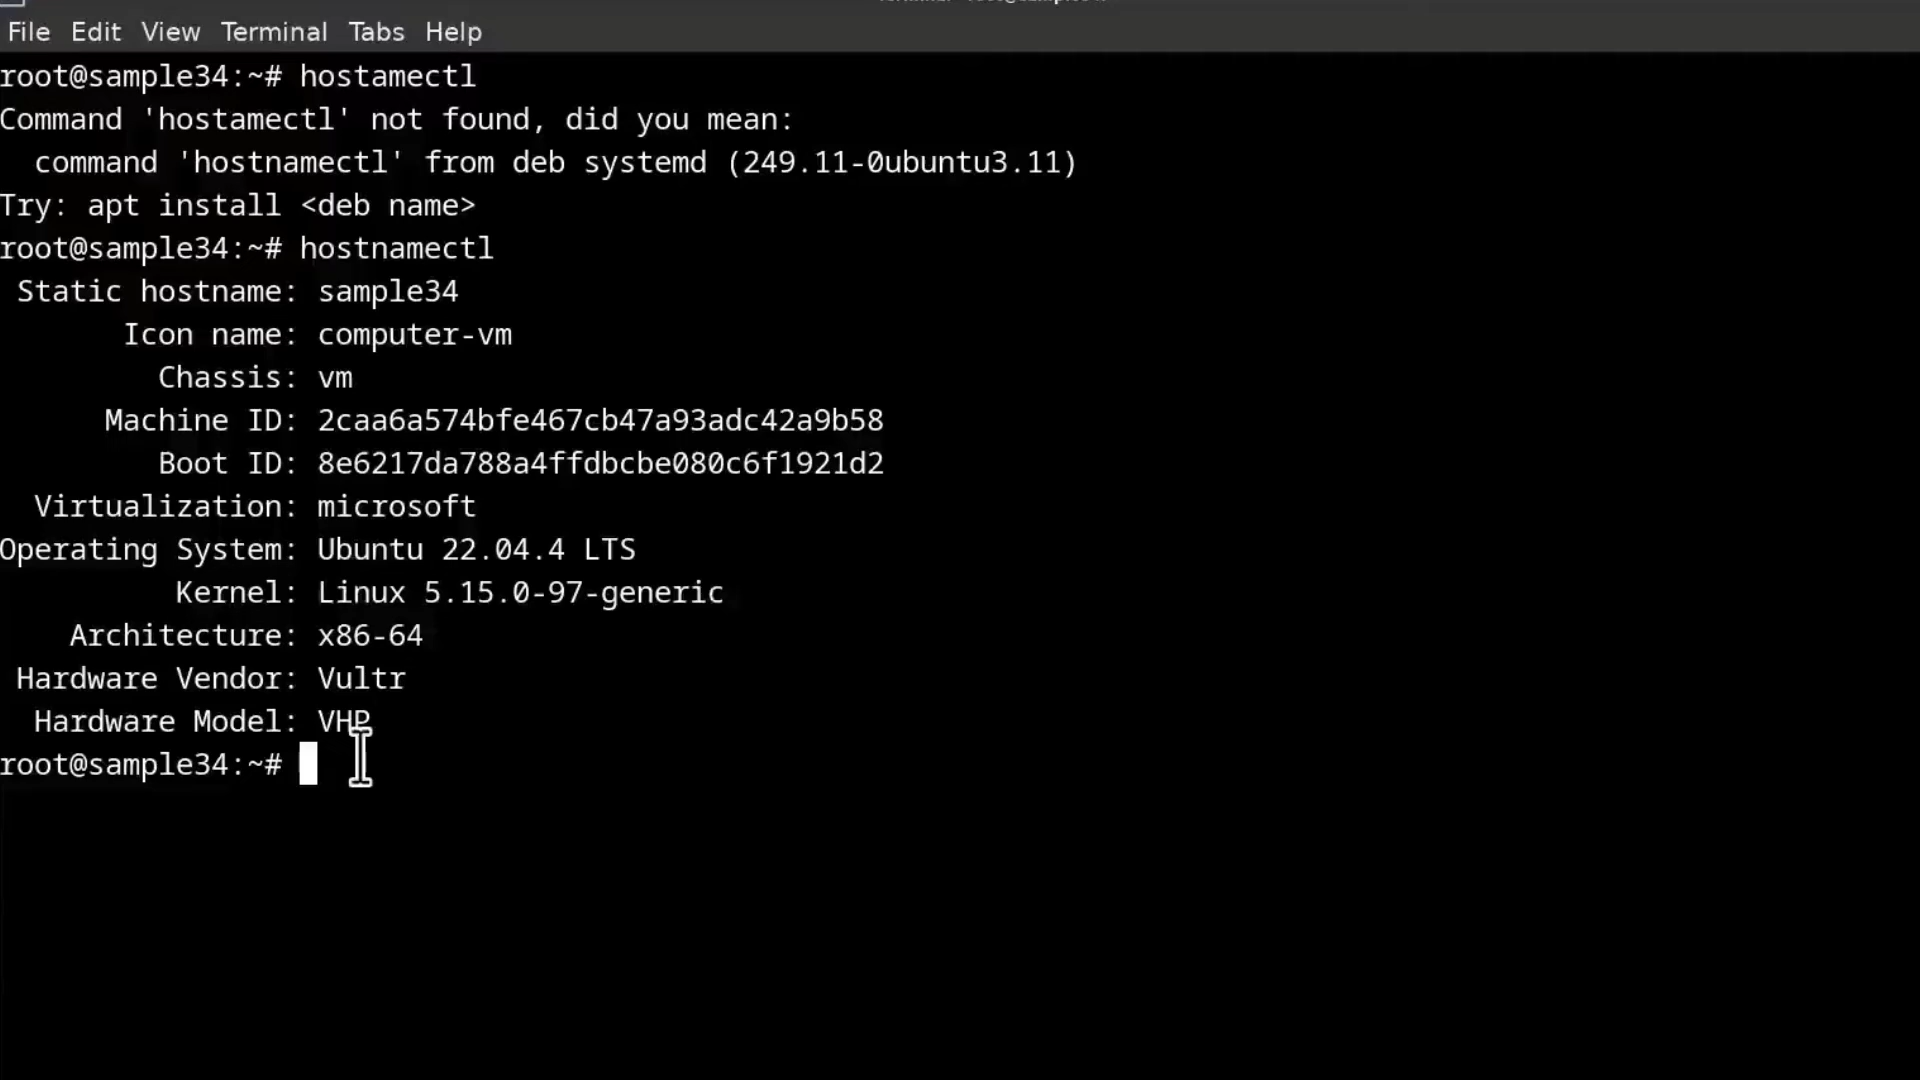 File Edit View Terminal Tabs Help
root@sample34:~# hostamectl
Command 'hostamectl' not found, did you mean:
  command 'hostnamectl' from deb systemd (249.11-0ubuntu3.11)
Try: apt install <deb name>
root@sample34:~# hostnamectl
 Static hostname: sample34
       Icon name: computer-vm
         Chassis: vm
      Machine ID: 2caa6a574bfe467cb47a93adc42a9b58
         Boot ID: 8e6217da788a4ffdbcbe080c6f1921d2
  Virtualization: microsoft
Operating System: Ubuntu 22.04.4 LTS
          Kernel: Linux 5.15.0-97-generic
    Architecture: x86-64
 Hardware Vendor: Vultr
  Hardware Model: VHP
root@sample34:~#